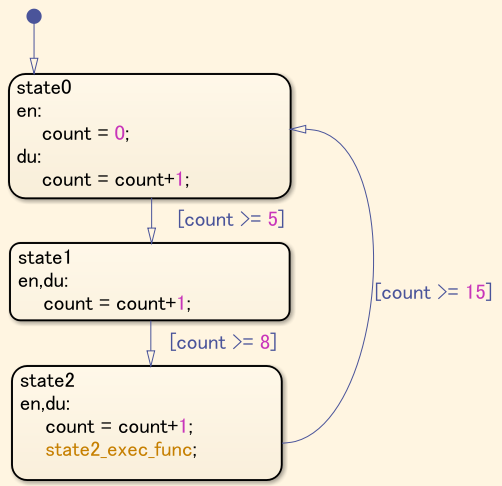 state0
en:
count = 0;
du:
count = count+1;
[count >= 5]
state1
en,du:
count = count+1;
[count >= 15]
[count >= 8]
state2
en,du:
count = count+1;
state2_exec_func;